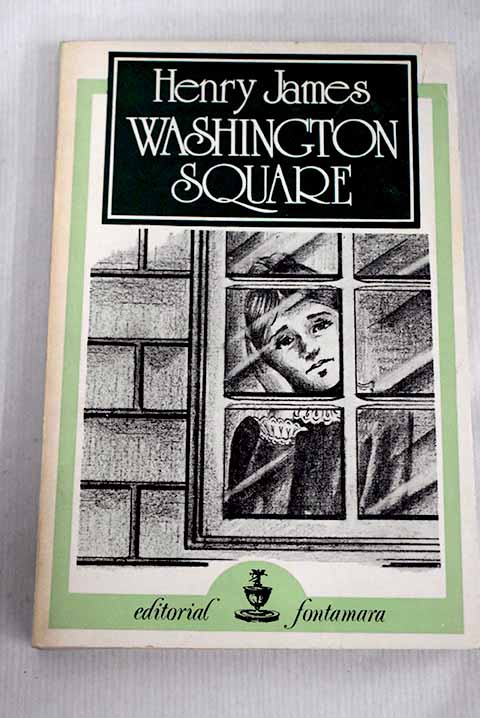 Henry James
WASHINGTON
SQUARE
editorial fontamara